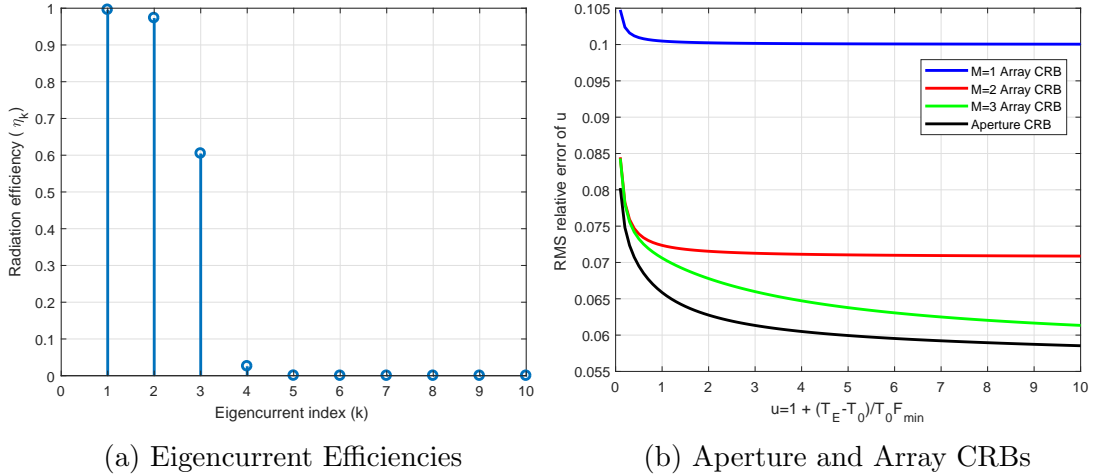 1
0.9
0.8
0.7
0.6
0.5
0.4
0.3
0.2
0.1
0
Radiation efficiency ( η_k)
0 1 2 3 4 5 6 7 8 9 10
Eigencurrent index (k)
(a) Eigencurrent Efficiencies
0.105
0.1
0.095
0.09
0.085
0.08
0.075
0.07
0.065
0.06
0.055
RMS relative error of u
M=1 Array CRB
M=2 Array CRB
M=3 Array CRB
Aperture CRB
0 1 2 3 4 5 6 7 8 9 10
u=1 + (T_E-T_0)/T_0F_min
(b) Aperture and Array CRBs